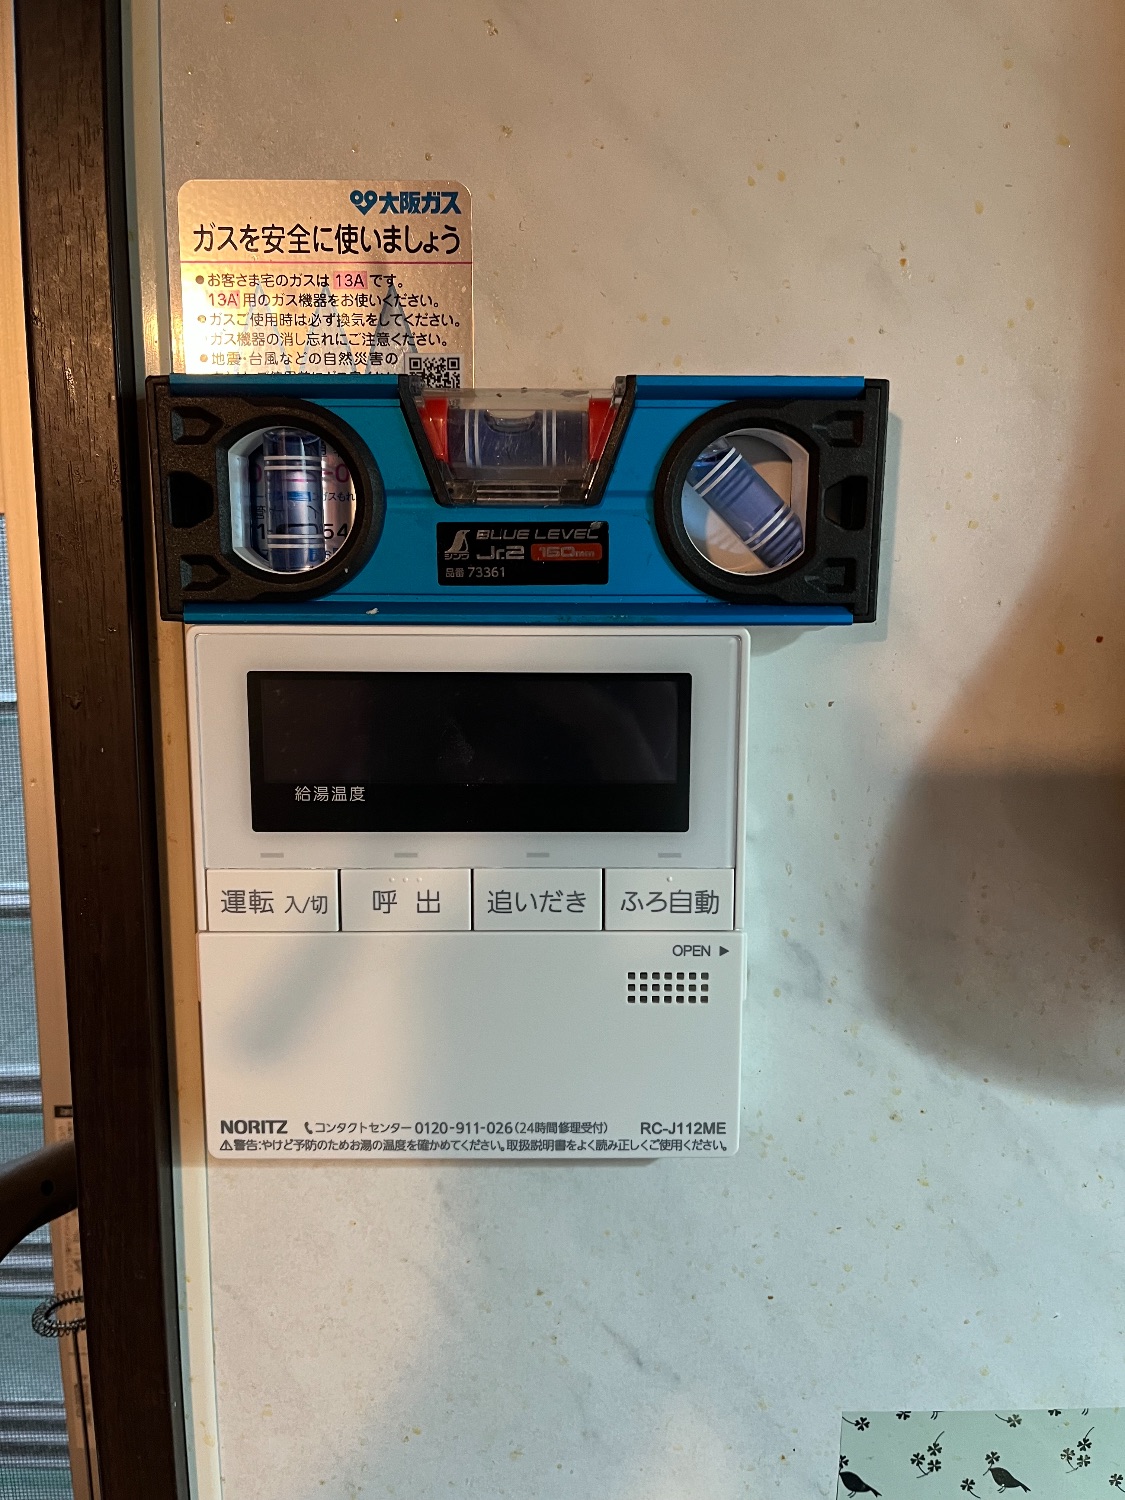 大阪ガス
ガスを安全に使いましょう
●お客さま宅のガスは 13A です。
13A 用のガス機器をお使いください。
●ガスご使用時は必ず換気をしてください。
ガス機器の消し忘れにご注意ください。
●地震・台風などの自然災害の
BLUE LEVEL
シンワ Jr.2 160mm
品番 73361
給湯温度
運転 入/切 呼出 追いだき ふろ自動
OPEN ▶
NORITZ コンタクトセンター 0120-911-026(24時間修理受付) RC-J112ME
⚠警告:やけど予防のためお湯の温度を確かめてください。取扱説明書をよく読み正しくご使用ください。